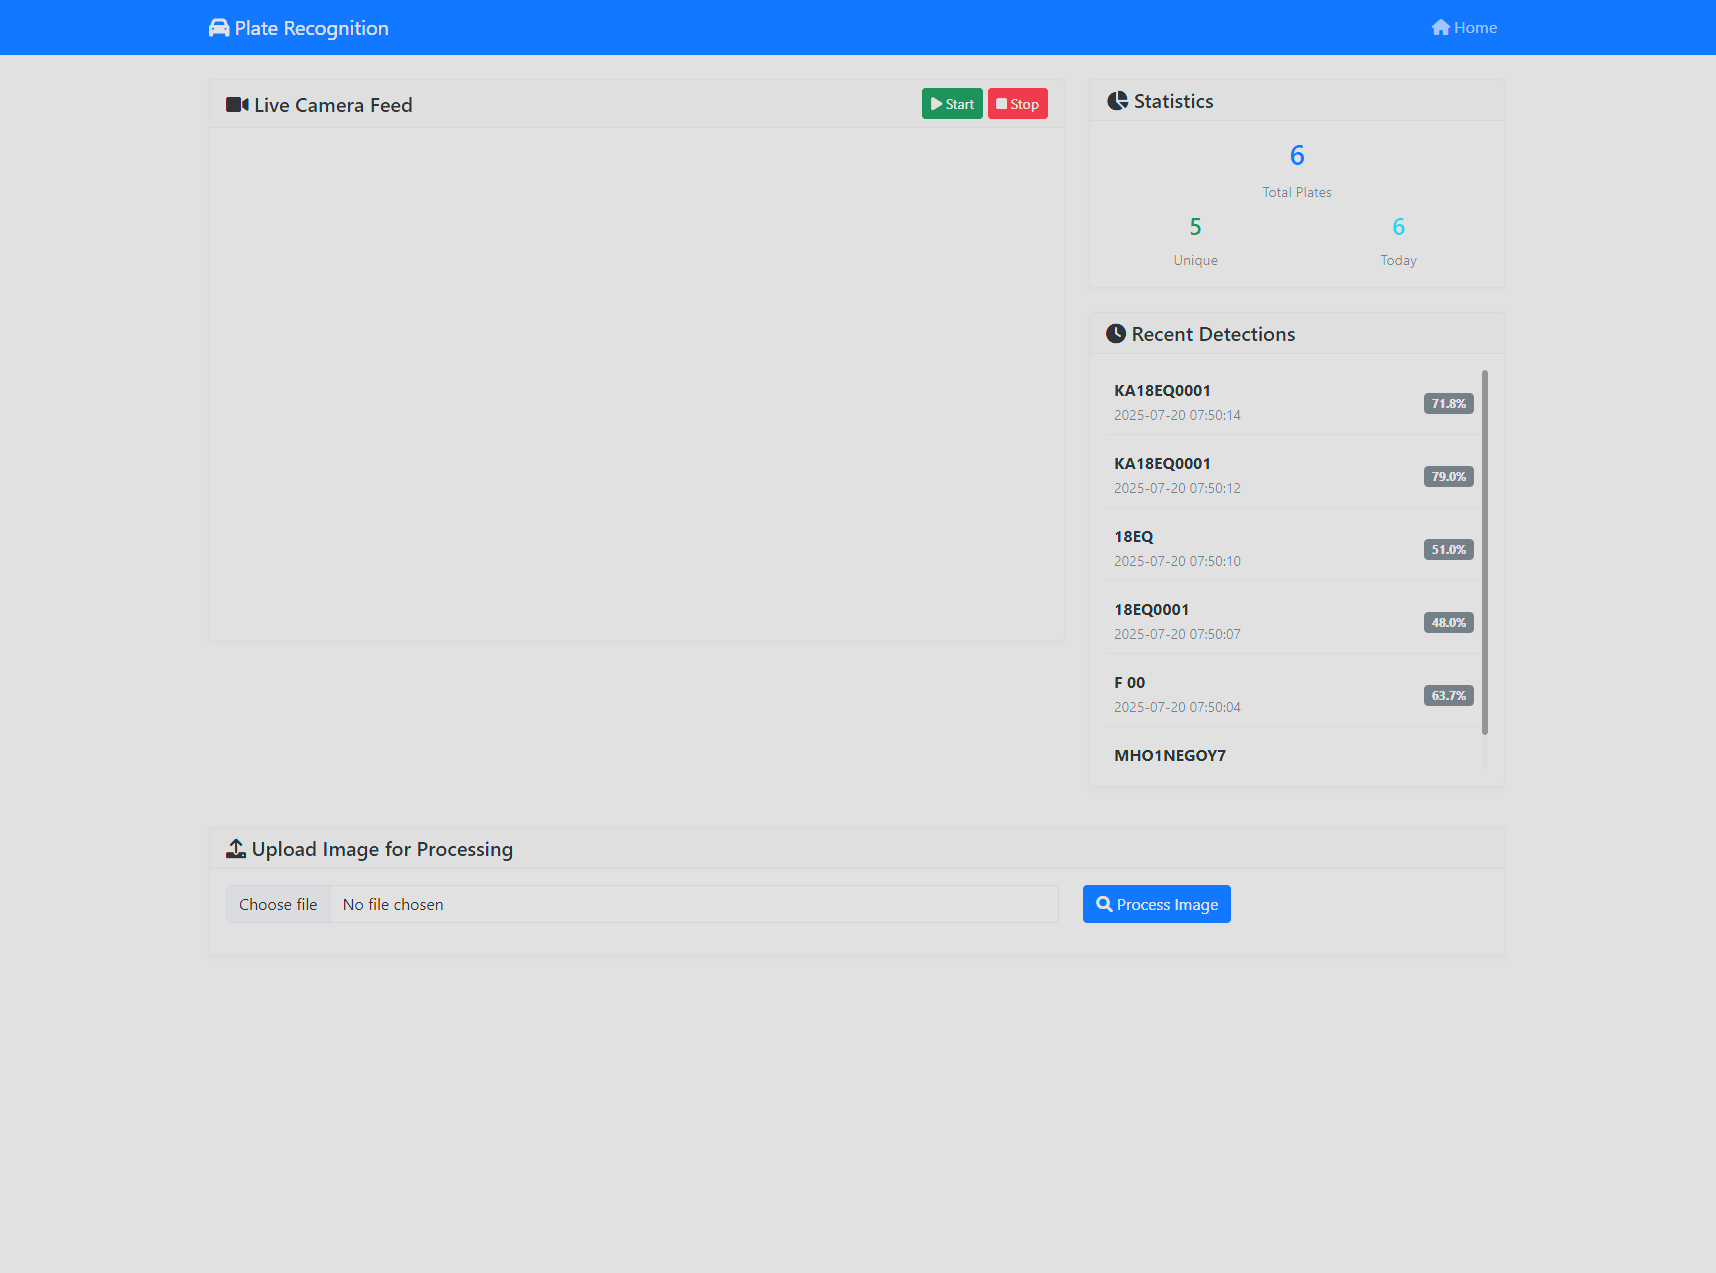 Plate Recognition
Home
Live Camera Feed
Start
Stop
Statistics
6
Total Plates
5
Unique
6
Today
Recent Detections
KA18EQ0001
2025-07-20 07:50:14
71.8%
KA18EQ0001
2025-07-20 07:50:12
79.0%
18EQ
2025-07-20 07:50:10
51.0%
18EQ0001
2025-07-20 07:50:07
48.0%
F 00
2025-07-20 07:50:04
63.7%
MHO1NEGOY7
Upload Image for Processing
Choose file
No file chosen
Process Image